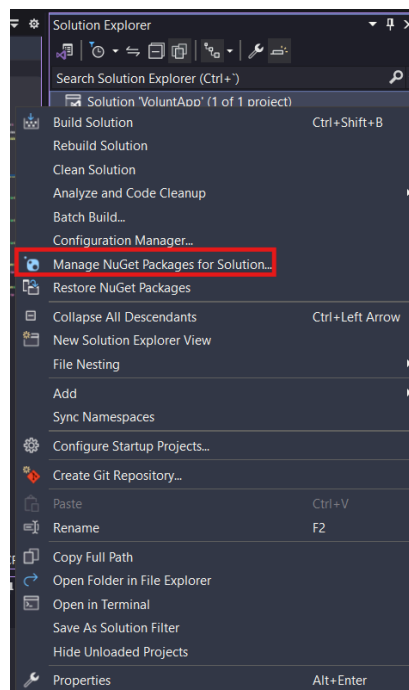 Solution Explorer
Search Solution Explorer (Ctrl+`)
Solution 'VoluntApp' (1 of 1 project)
Build Solution Ctrl+Shift+B
Rebuild Solution
Clean Solution
Analyze and Code Cleanup
Batch Build...
Configuration Manager...
Manage NuGet Packages for Solution...
Restore NuGet Packages
Collapse All Descendants Ctrl+Left Arrow
New Solution Explorer View
File Nesting
Add
Sync Namespaces
Configure Startup Projects...
Create Git Repository...
Paste Ctrl+V
Rename F2
Copy Full Path
Open Folder in File Explorer
Open in Terminal
Save As Solution Filter
Hide Unloaded Projects
Properties Alt+Enter